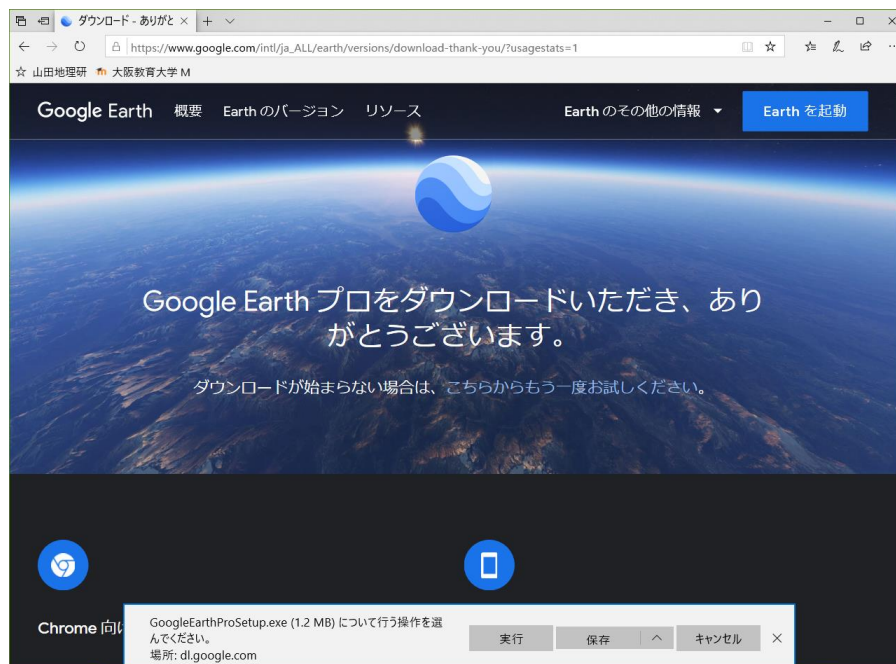 ダウンロード - ありがと
https://www.google.com/intl/ja_ALL/earth/versions/download-thank-you/?usagestats=1
山田地理研 大阪教育大学 M
Google Earth 概要 Earth のバージョン リソース Earth のその他の情報 Earth を起動
Google Earth プロをダウンロードいただき、あり
がとうございます。
ダウンロードが始まらない場合は、こちらからもう一度お試しください。
Chrome 向け
GoogleEarthProSetup.exe (1.2 MB) について行う操作を選
んでください。
場所: dl.google.com
実行 保存 キャンセル